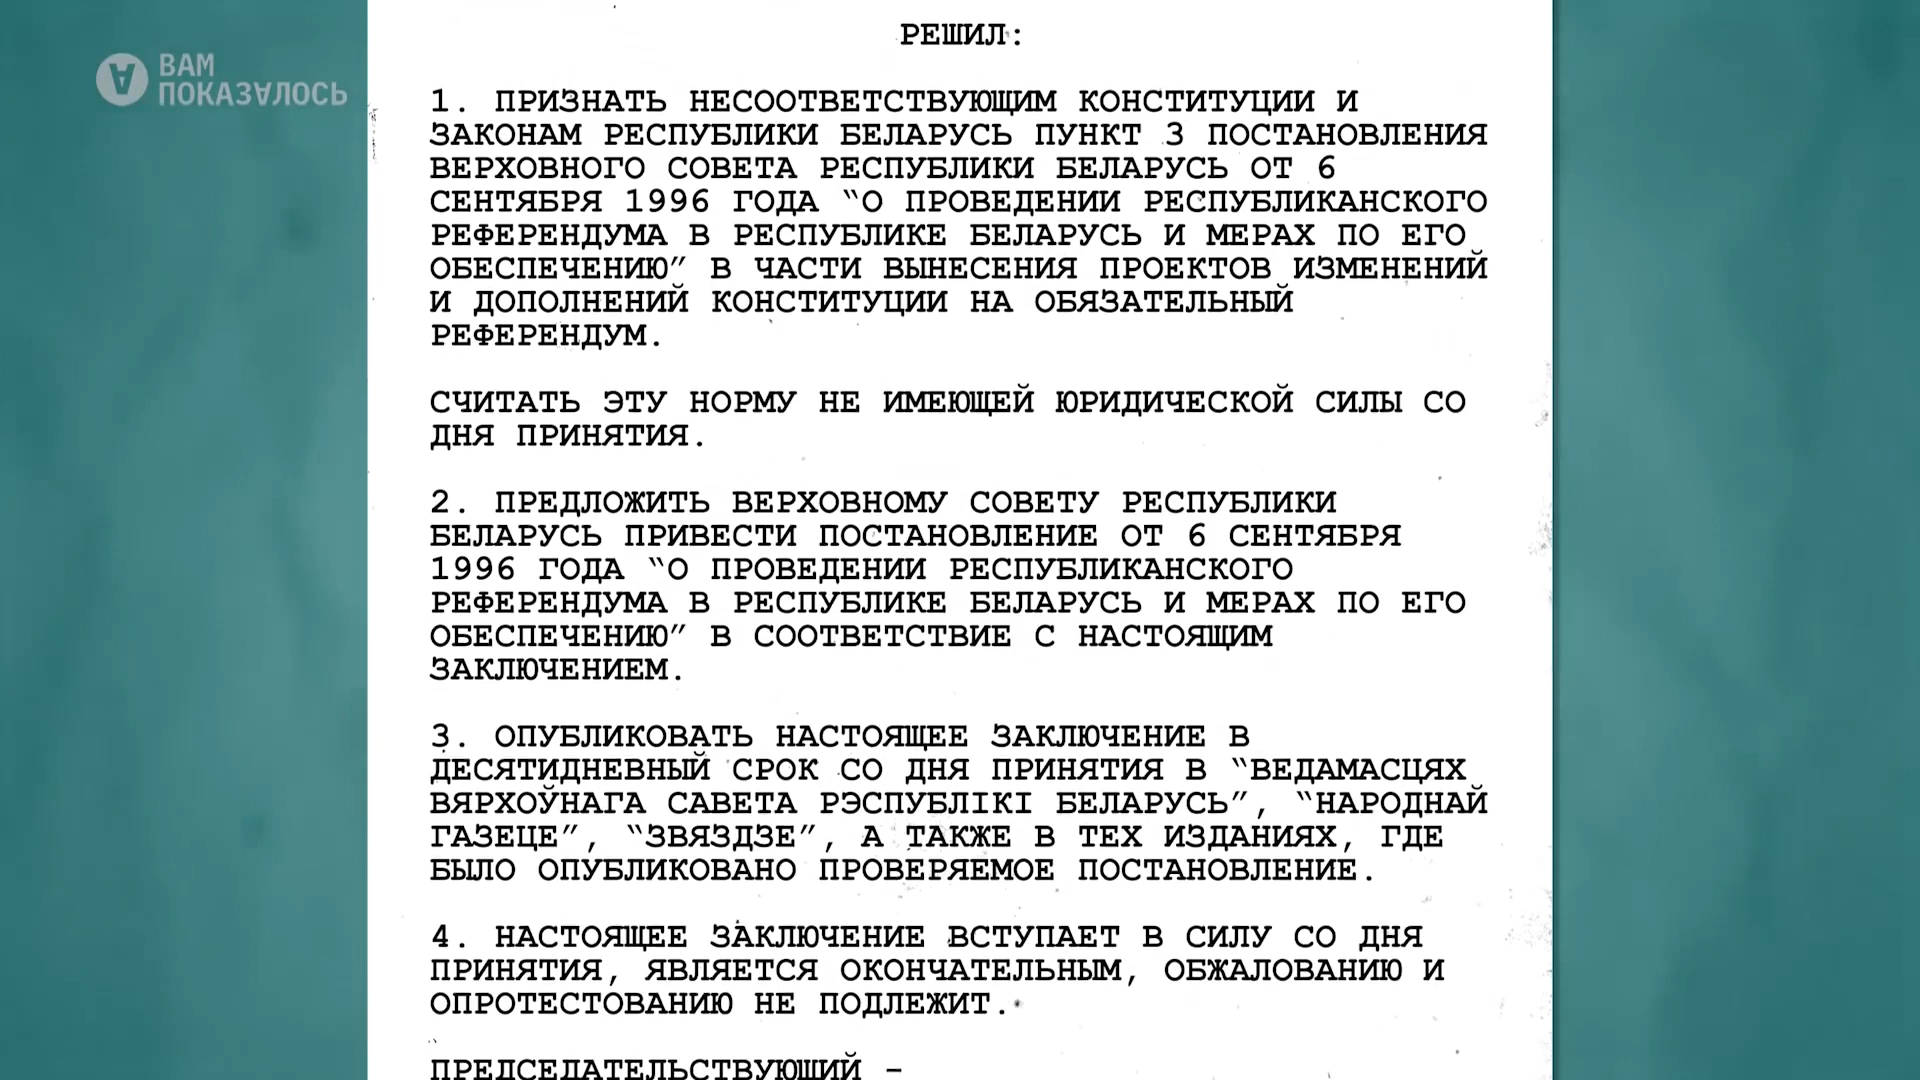 ВАМ
ПОКАЗАЛОСЬ
РЕШИЛ:
1. ПРИЗНАТЬ НЕСООТВЕТСТВУЮЩИМ КОНСТИТУЦИИ И
ЗАКОНАМ РЕСПУБЛИКИ БЕЛАРУСЬ ПУНКТ 3 ПОСТАНОВЛЕНИЯ
ВЕРХОВНОГО СОВЕТА РЕСПУБЛИКИ БЕЛАРУСЬ ОТ 6
СЕНТЯБРЯ 1996 ГОДА “О ПРОВЕДЕНИИ РЕСПУБЛИКАНСКОГО
РЕФЕРЕНДУМА В РЕСПУБЛИКЕ БЕЛАРУСЬ И МЕРАХ ПО ЕГО
ОБЕСПЕЧЕНИЮ” В ЧАСТИ ВЫНЕСЕНИЯ ПРОЕКТОВ ИЗМЕНЕНИЙ
И ДОПОЛНЕНИЙ КОНСТИТУЦИИ НА ОБЯЗАТЕЛЬНЫЙ
РЕФЕРЕНДУМ.
СЧИТАТЬ ЭТУ НОРМУ НЕ ИМЕЮЩЕЙ ЮРИДИЧЕСКОЙ СИЛЫ СО
ДНЯ ПРИНЯТИЯ.
2. ПРЕДЛОЖИТЬ ВЕРХОВНОМУ СОВЕТУ РЕСПУБЛИКИ
БЕЛАРУСЬ ПРИВЕСТИ ПОСТАНОВЛЕНИЕ ОТ 6 СЕНТЯБРЯ
1996 ГОДА “О ПРОВЕДЕНИИ РЕСПУБЛИКАНСКОГО
РЕФЕРЕНДУМА В РЕСПУБЛИКЕ БЕЛАРУСЬ И МЕРАХ ПО ЕГО
ОБЕСПЕЧЕНИЮ” В СООТВЕТСТВИЕ С НАСТОЯЩИМ
ЗАКЛЮЧЕНИЕМ.
3. ОПУБЛИКОВАТЬ НАСТОЯЩЕЕ ЗАКЛЮЧЕНИЕ В
ДЕСЯТИДНЕВНЫЙ СРОК СО ДНЯ ПРИНЯТИЯ В “ВЕДАМАСЦЯХ
ВЯРХОЎНАГА САВЕТА РЭСПУБЛІКІ БЕЛАРУСЬ”, “НАРОДНАЙ
ГАЗЕЦЕ”, “ЗВЯЗДЗЕ”, А ТАКЖЕ В ТЕХ ИЗДАНИЯХ, ГДЕ
БЫЛО ОПУБЛИКОВАНО ПРОВЕРЯЕМОЕ ПОСТАНОВЛЕНИЕ.
4. НАСТОЯЩЕЕ ЗАКЛЮЧЕНИЕ ВСТУПАЕТ В СИЛУ СО ДНЯ
ПРИНЯТИЯ, ЯВЛЯЕТСЯ ОКОНЧАТЕЛЬНЫМ, ОБЖАЛОВАНИЮ И
ОПРОТЕСТОВАНИЮ НЕ ПОДЛЕЖИТ.
ПРЕДСЕДАТЕЛЬСТВУЮЩИЙ –